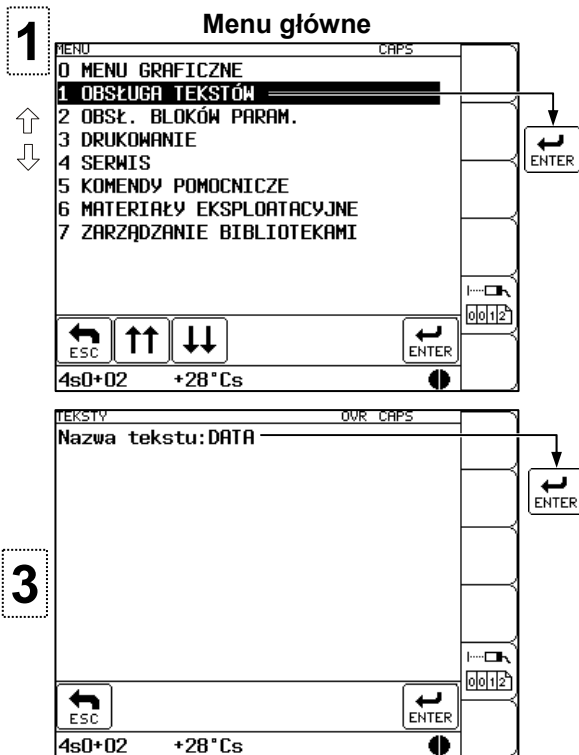 1
Menu główne
MENU CAPS
0 MENU GRAFICZNE
1 OBSŁUGA TEKSTÓW
2 OBSŁ. BLOKÓW PARAM.
3 DRUKOWANIE
4 SERWIS
5 KOMENDY POMOCNICZE
6 MATERIAŁY EKSPLOATACYJNE
7 ZARZĄDZANIE BIBLIOTEKAMI
ENTER
0012
ESC ENTER
4s0+02 +28°Cs
TEKSTY OVR CAPS
Nazwa tekstu:DATA
ENTER
3
0012
ESC ENTER
4s0+02 +28°Cs